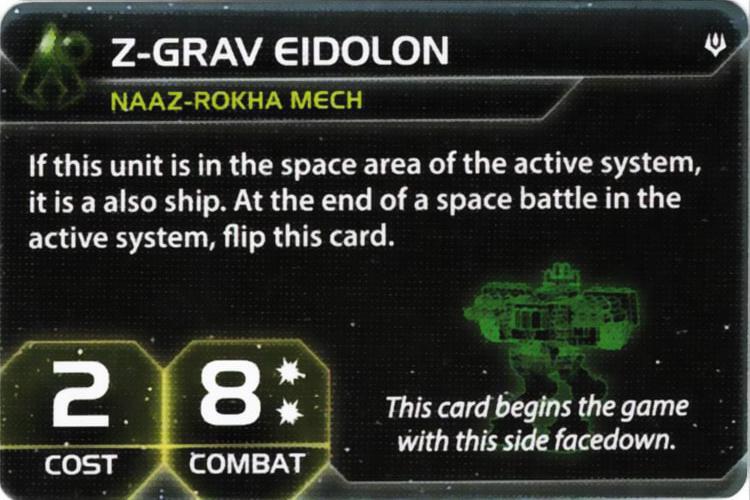 Z-GRAV EIDOLON
NAAZ-ROKHA MECH
If this unit is in the space area of the active system,
it is a also ship. At the end of a space battle in the
active system, flip this card.
2
COST
8
COMBAT
This card begins the game
with this side facedown.